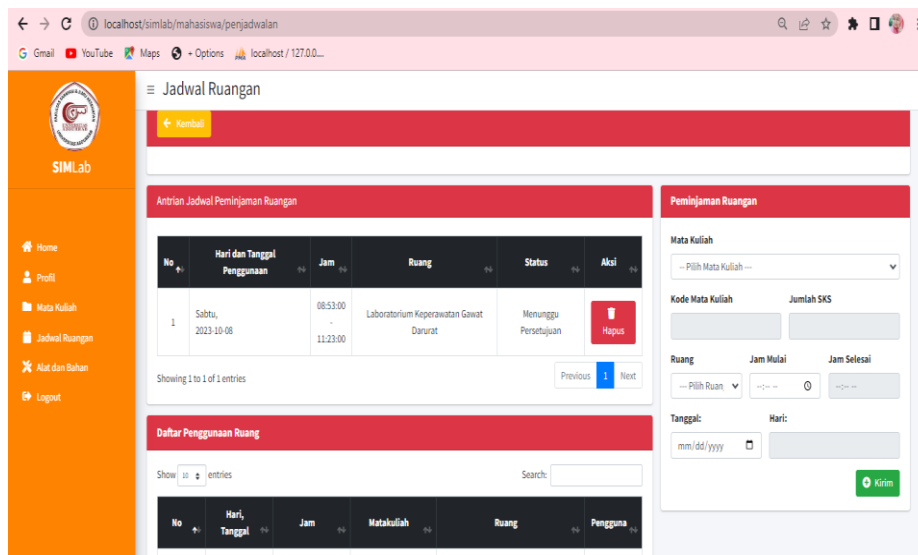 localhost/simlab/mahasiswa/penjadwalan
Gmail YouTube Maps + Options localhost / 127.0.0....
SIMLab
Home
Profil
Mata Kuliah
Jadwal Ruangan
Alat dan Bahan
Logout
Jadwal Ruangan
Kembali
Antrian Jadwal Peminjaman Ruangan
No Hari dan Tanggal Penggunaan Jam Ruang Status Aksi
1 Sabtu, 2023-10-08 08:53:00 - 11:23:00 Laboratorium Keperawatan Gawat Darurat Menunggu Persetujuan Hapus
Showing 1 to 1 of 1 entries
Previous 1 Next
Daftar Penggunaan Ruang
Show 10 entries Search:
No Hari, Tanggal Jam Matakuliah Ruang Pengguna
Peminjaman Ruangan
Mata Kuliah
-- Pilih Mata Kuliah ---
Kode Mata Kuliah Jumlah SKS
Ruang Jam Mulai Jam Selesai
--- Pilih Ruan --:-- -- --:-- --
Tanggal: Hari:
mm/dd/yyyy
Kirim